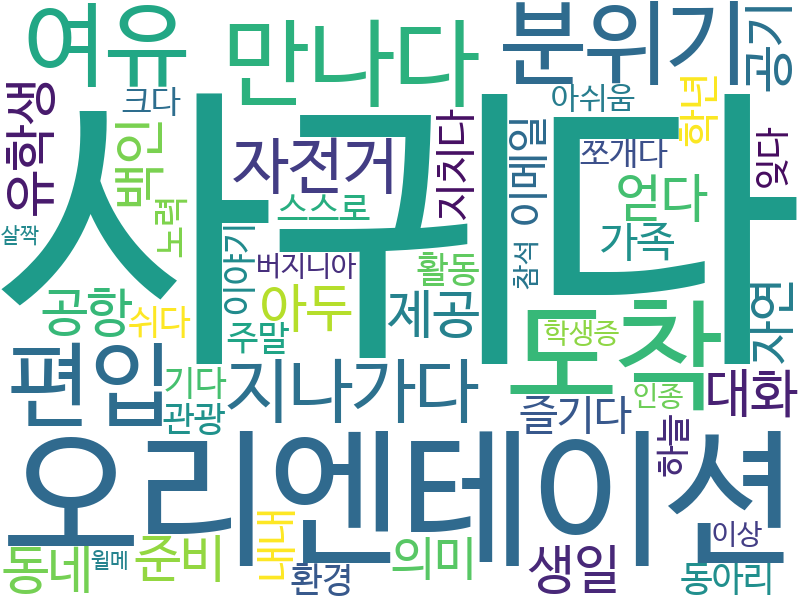 여유
만나다
분위기
공기
사귀다
크다
아쉬움
학년
유학생
백인
자전거
지치다
이메일
쪼개다
잊다
노력
스스로
얻다
살짝
이야기
버지니아
활동
참석
가족
공항
쉬다
아두
제공
도착
자연
주말
학생증
편입
기다
지나가다
즐기다
인종
대화
관광
하늘
오리엔테이션
동네
윌메
준비
내내
환경
의미
생일
이상
동아리